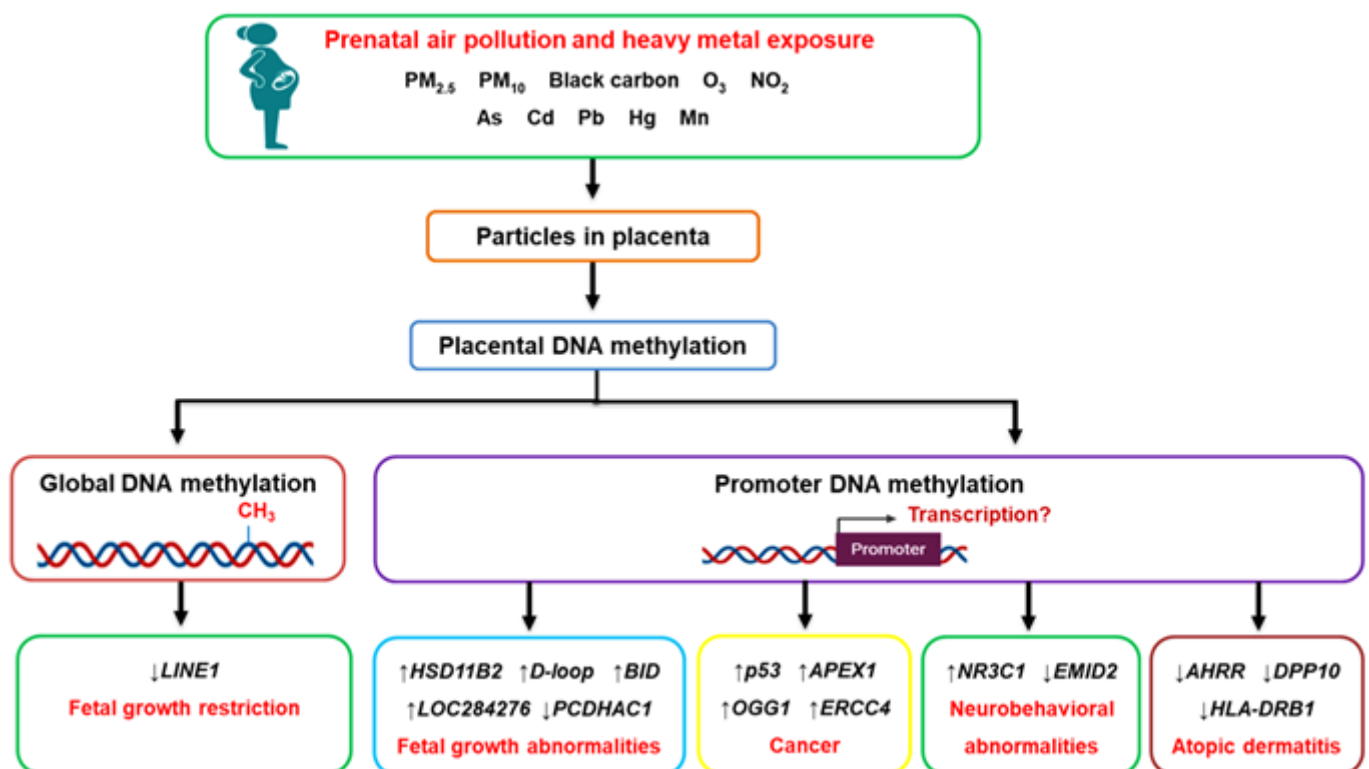 Prenatal air pollution and heavy metal exposure
PM2.5 PM10 Black carbon O3 NO2
As Cd Pb Hg Mn
Particles in placenta
Placental DNA methylation
Global DNA methylation
CH3
Promoter DNA methylation
Transcription?
Promoter
↓LINE1
Fetal growth restriction
↑HSD11B2 ↑D-loop ↑BID
↑LOC284276 ↓PCDHAC1
Fetal growth abnormalities
↑p53 ↑APEX1
↑OGG1 ↑ERCC4
Cancer
↑NR3C1 ↓EMID2
Neurobehavioral
abnormalities
↓AHRR ↓DPP10
↓HLA-DRB1
Atopic dermatitis